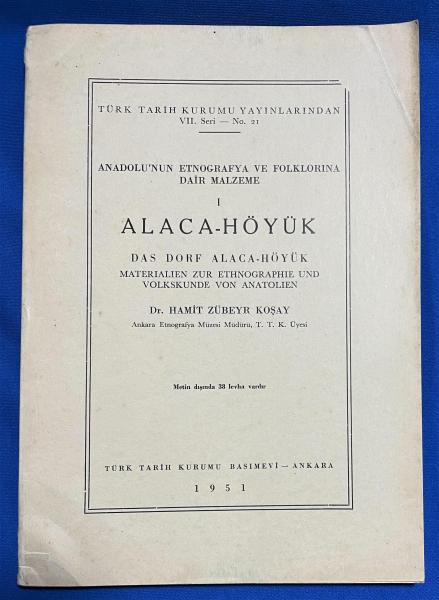 TÜRK TARİH KURUMU YAYINLARINDAN
VII. Seri — No. 21
ANADOLU'NUN ETNOGRAFYA VE FOLKLORINA
DAİR MALZEME
I
ALACA-HÖYÜK
DAS DORF ALACA-HÖYÜK
MATERIALIEN ZUR ETHNOGRAPHIE UND
VOLKSKUNDE VON ANATOLIEN
Dr. HAMİT ZÜBEYR KOŞAY
Ankara Etnografya Müzesi Müdürü, T. T. K. Üyesi
Metin dışında 38 levha vardır
TÜRK TARİH KURUMU BASIMEVİ — ANKARA
1951